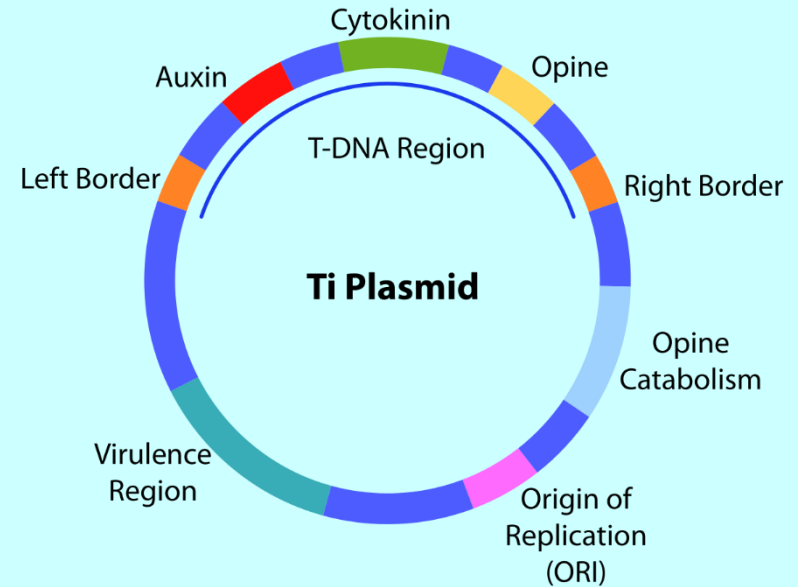 Cytokinin
Auxin
Opine
T-DNA Region
Left Border
Right Border
Ti Plasmid
Opine
Catabolism
Virulence
Region
Origin of
Replication
(ORI)